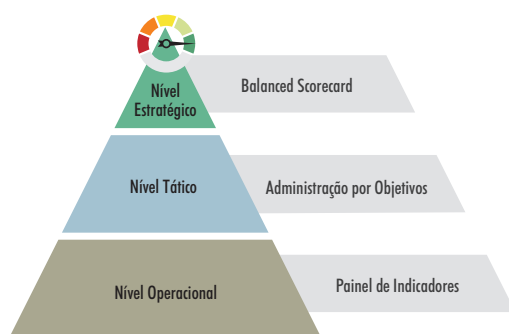 Nível
Estratégico
Balanced Scorecard
Nível Tático
Administração por Objetivos
Nível Operacional
Painel de Indicadores